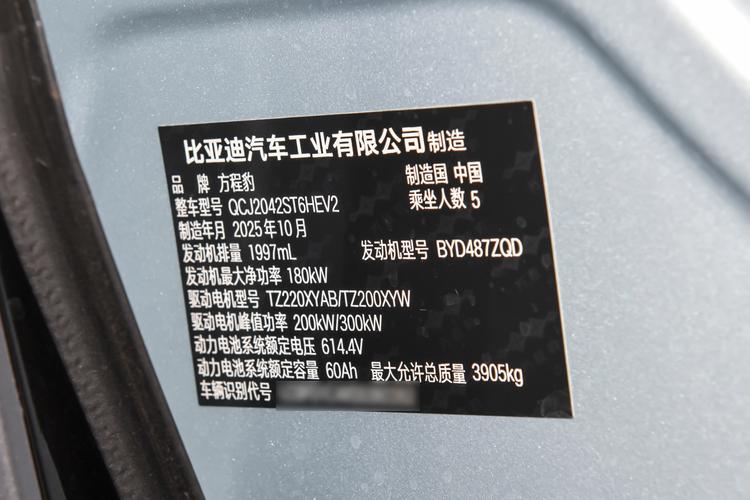 比亚迪汽车工业有限公司制造
品 牌 方程豹 制造国 中国
整车型号 QCJ2042ST6HEV2 乘坐人数 5
制造年月 2025年10月
发动机排量 1997mL 发动机型号 BYD487ZQD
发动机最大净功率 180kW
驱动电机型号 TZ220XYAB/TZ200XYW
驱动电机峰值功率 200kW/300kW
动力电池系统额定电压 614.4V
动力电池系统额定容量 60Ah 最大允许总质量 3905kg
车辆识别代号